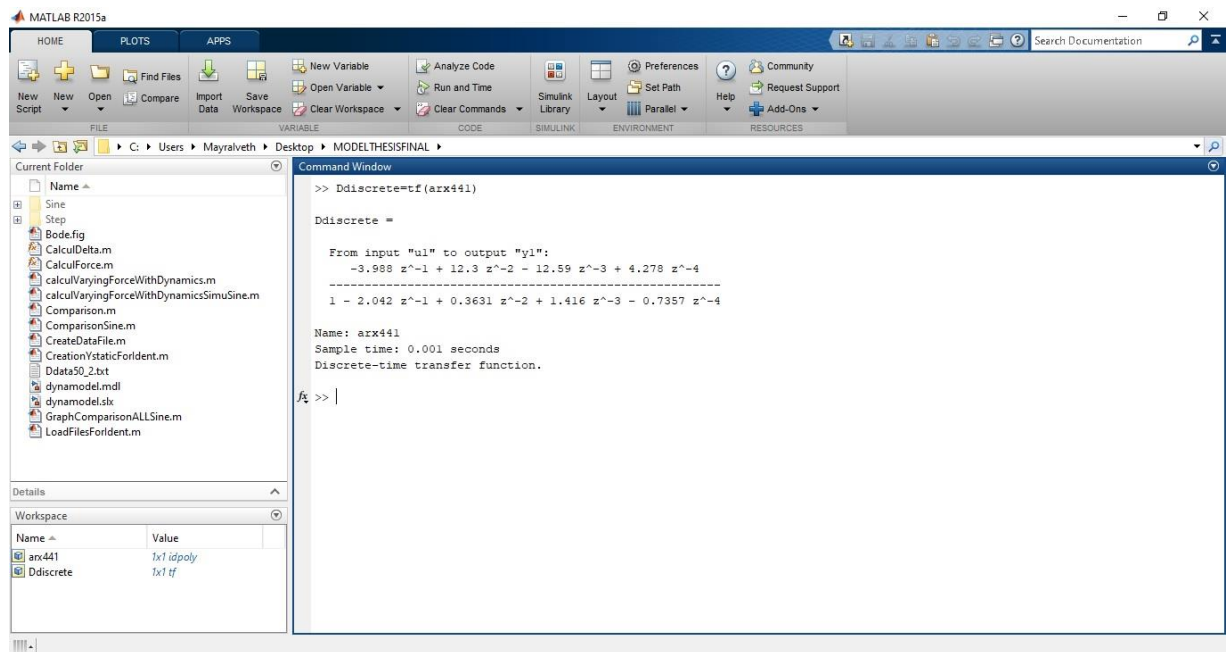 MATLAB R2015a
HOME PLOTS APPS
Search Documentation
New Script
New
Open
Find Files
Compare
Import Data
Save Workspace
New Variable
Open Variable
Clear Workspace
Analyze Code
Run and Time
Clear Commands
Simulink Library
Layout
Preferences
Set Path
Parallel
Help
Community
Request Support
Add-Ons
FILE VARIABLE CODE SIMULINK ENVIRONMENT RESOURCES
C: Users Mayralveth Desktop MODELTHESISFINAL
Current Folder
Name
Sine
Step
Bode.fig
CalculDelta.m
CalculForce.m
calculVaryingForceWithDynamics.m
calculVaryingForceWithDynamicsSimuSine.m
Comparison.m
ComparisonSine.m
CreateDataFile.m
CreationYstaticForIdent.m
Ddata50_2.txt
dynamodel.mdl
dynamodel.slx
GraphComparisonALLSine.m
LoadFilesForIdent.m
Details
Workspace
Name Value
arx441 1x1 idpoly
Ddiscrete 1x1 tf
Command Window
>> Ddiscrete=tf(arx441)
Ddiscrete =
From input "u1" to output "y1":
-3.988 z^-1 + 12.3 z^-2 - 12.59 z^-3 + 4.278 z^-4
---------------------------------------------------------
1 - 2.042 z^-1 + 0.3631 z^-2 + 1.416 z^-3 - 0.7357 z^-4
Name: arx441
Sample time: 0.001 seconds
Discrete-time transfer function.
fx >>